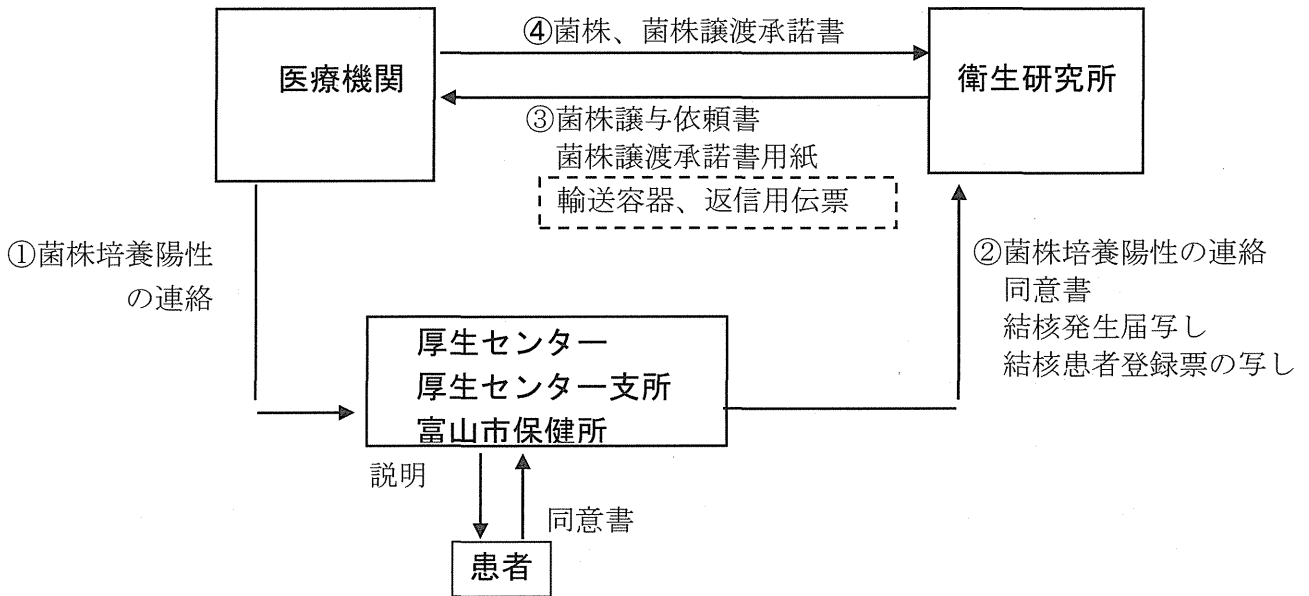 ④菌株、菌株譲渡承諾書
医療機関
衛生研究所
③菌株譲与依頼書
菌株譲渡承諾書用紙
輸送容器、返信用伝票
①菌株培養陽性
の連絡
②菌株培養陽性の連絡
同意書
結核発生届写し
結核患者登録票の写し
厚生センター
厚生センター支所
富山市保健所
説明
同意書
患者